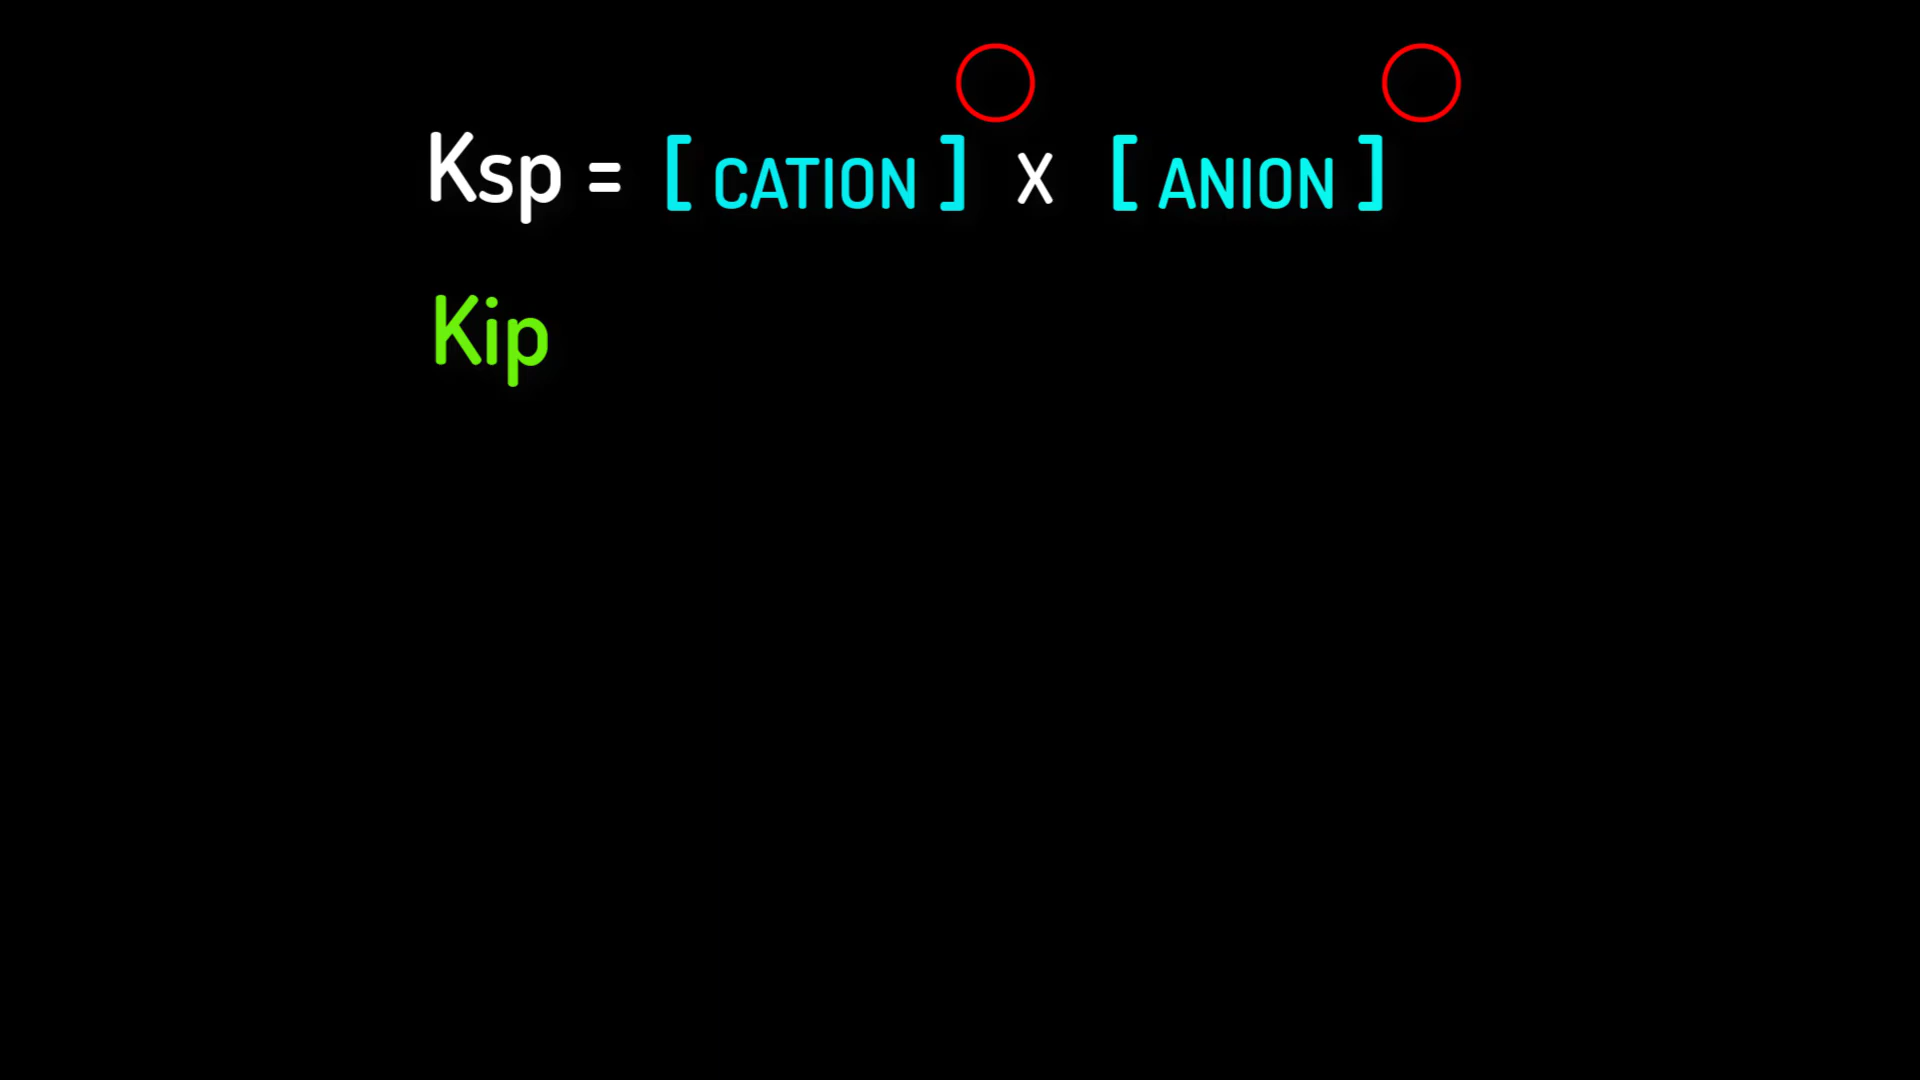 Ksp = [ CATION ] x [ ANION ]
Kip